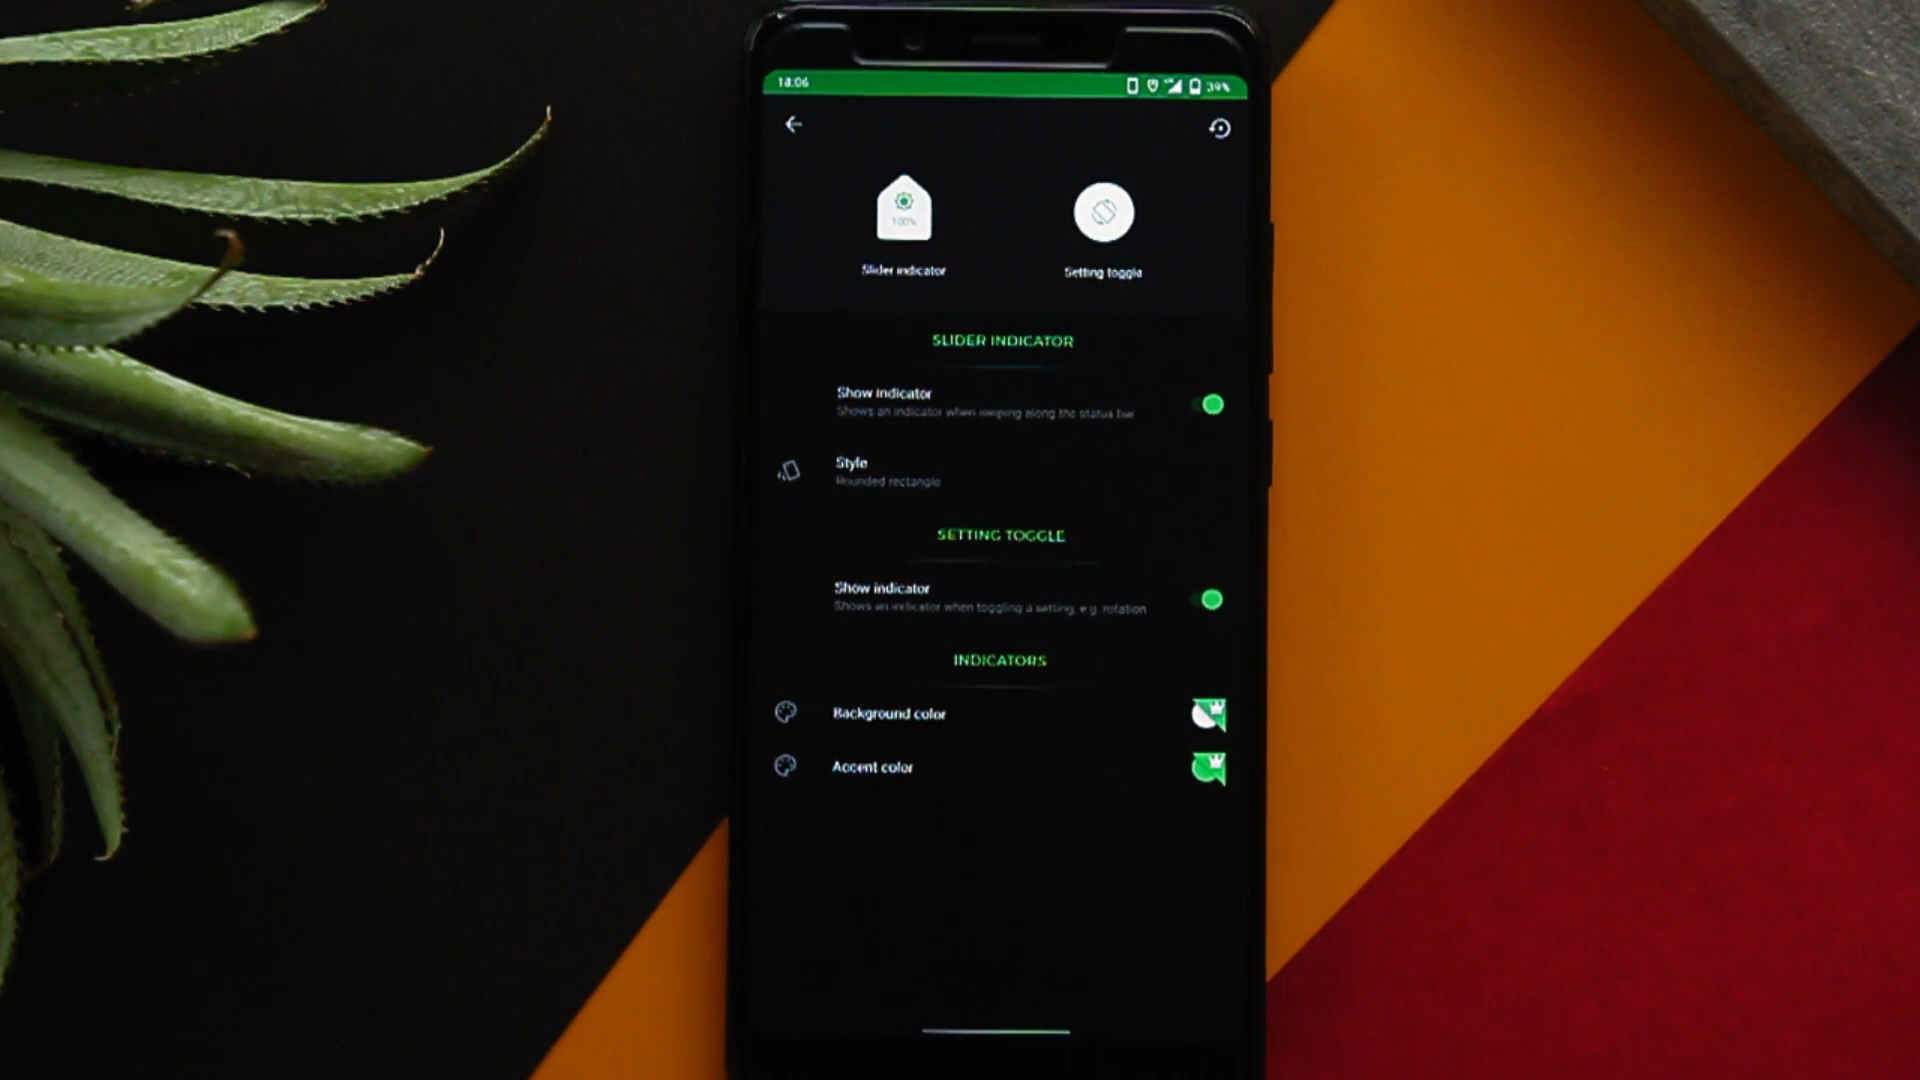 18:06
39%
100%
Slider indicator
Setting toggle
SLIDER INDICATOR
Show indicator
Shows an indicator when swiping along the status bar
Style
Rounded rectangle
SETTING TOGGLE
Show indicator
Shows an indicator when toggling a setting, e.g. rotation
INDICATORS
Background color
Accent color